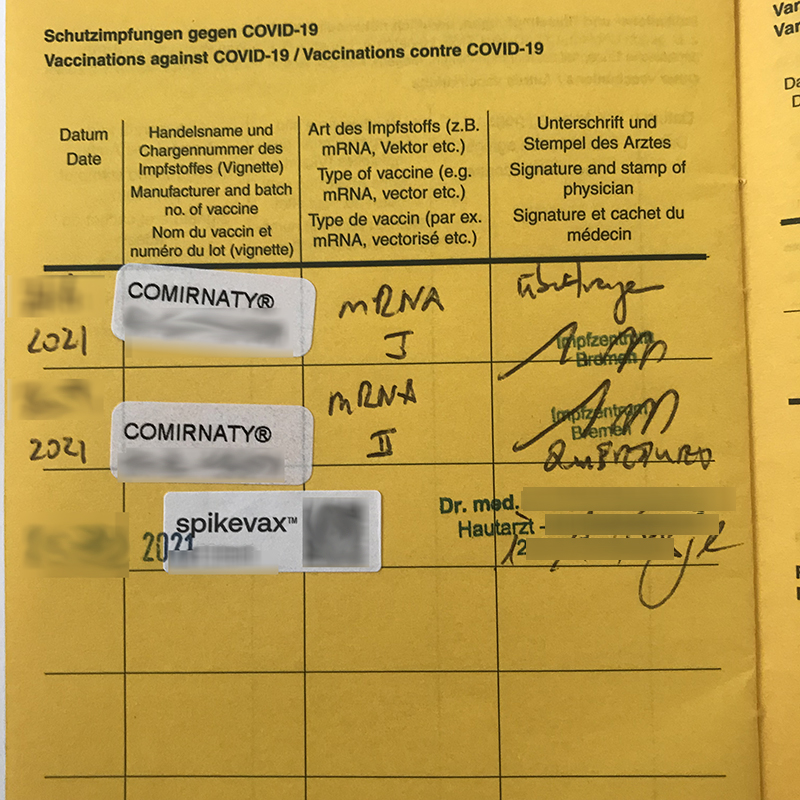 Schutzimpfungen gegen COVID-19
Vaccinations against COVID-19 / Vaccinations contre COVID-19
Datum
Date
Handelsname und
Chargennummer des
Impfstoffes (Vignette)
Manufacturer and batch
no. of vaccine
Nom du vaccin et
numéro du lot (vignette)
Art des Impfstoffs (z.B.
mRNA, Vektor etc.)
Type of vaccine (e.g.
mRNA, vector etc.)
Type de vaccin (par ex.
mRNA, vectorisé etc.)
Unterschrift und
Stempel des Arztes
Signature and stamp of
physician
Signature et cachet du
médecin
2021
COMIRNATY®
mRNA
I
Impfzentrum
Bremen
2021
COMIRNATY®
mRNA
II
Impfzentrum
Bremen
2021
spikevax™
Dr. med.
Hautarzt -
Var
Var